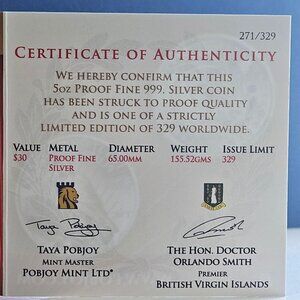 271/329
CERTIFICATE OF AUTHENTICITY
WE HEREBY CONFIRM THAT THIS
5oz PROOF FINE 999. SILVER COIN
HAS BEEN STRUCK TO PROOF QUALITY
AND IS ONE OF A STRICTLY
LIMITED EDITION OF 329 WORLDWIDE.
VALUE METAL DIAMETER WEIGHT ISSUE LIMIT
$30 PROOF FINE 65.00MM 155.52GMS 329
SILVER
Taya Pobjoy
TAYA POBJOY THE HON. DOCTOR
MINT MASTER ORLANDO SMITH
POBJOY MINT LTD® PREMIER
BRITISH VIRGIN ISLANDS